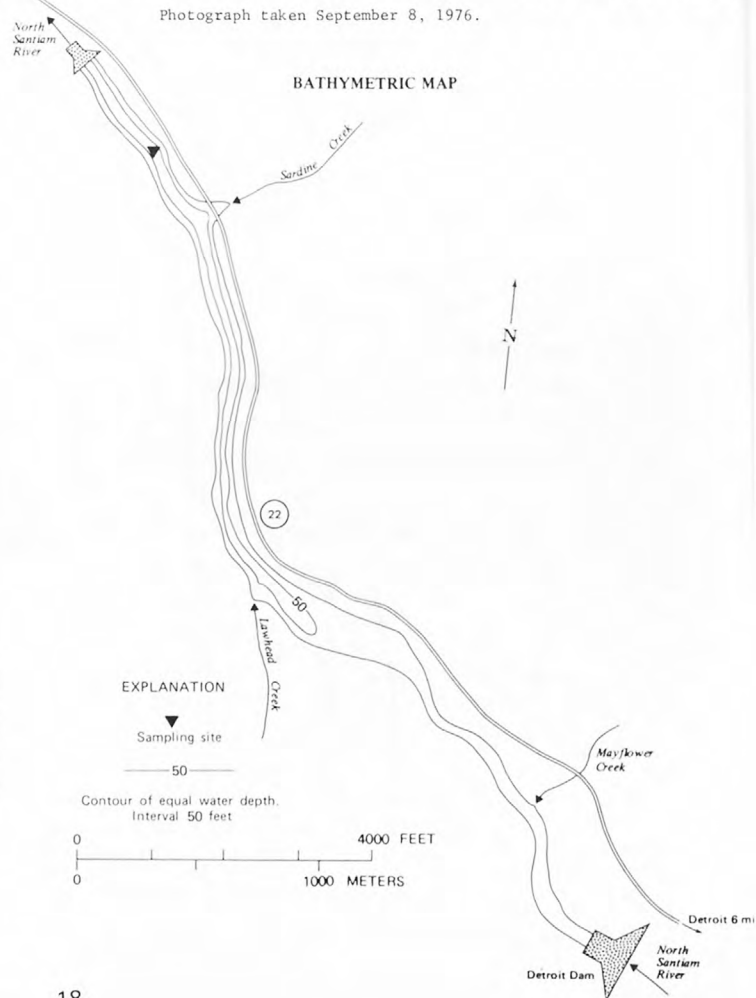 Photograph taken September 8, 1976.
North
Santiam
River
BATHYMETRIC MAP
Sardine Creek
N
22
50
Lawhead Creek
EXPLANATION
Sampling site
50
Contour of equal water depth.
Interval 50 feet
0 4000 FEET
0 1000 METERS
Mayflower
Creek
Detroit 6 mi
North
Santiam
River
Detroit Dam
18